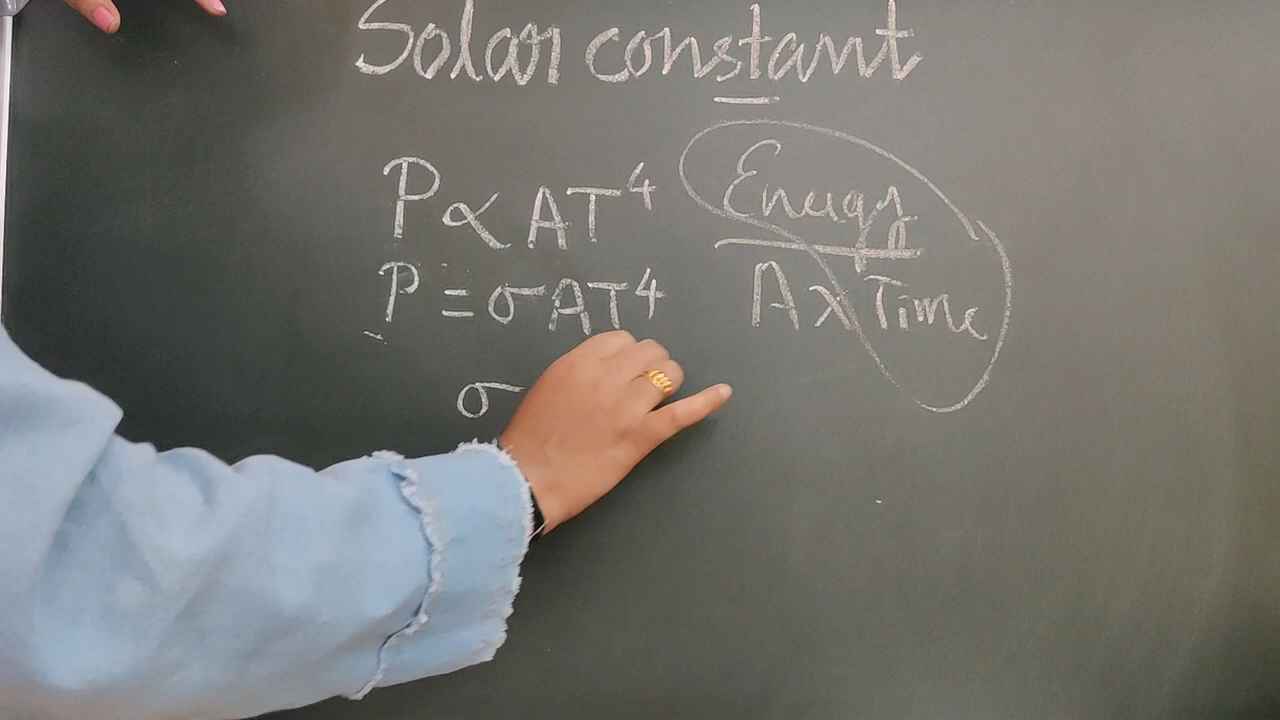 Solar constant
P ∝ AT⁴
P = σAT⁴
σ
Energy
A x Time